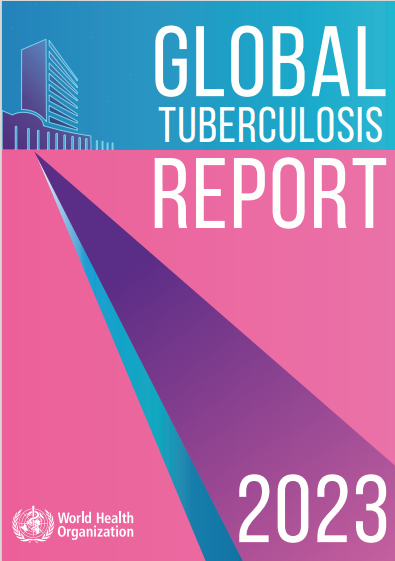 GLOBAL
TUBERCULOSIS
REPORT
2023
World Health
Organization